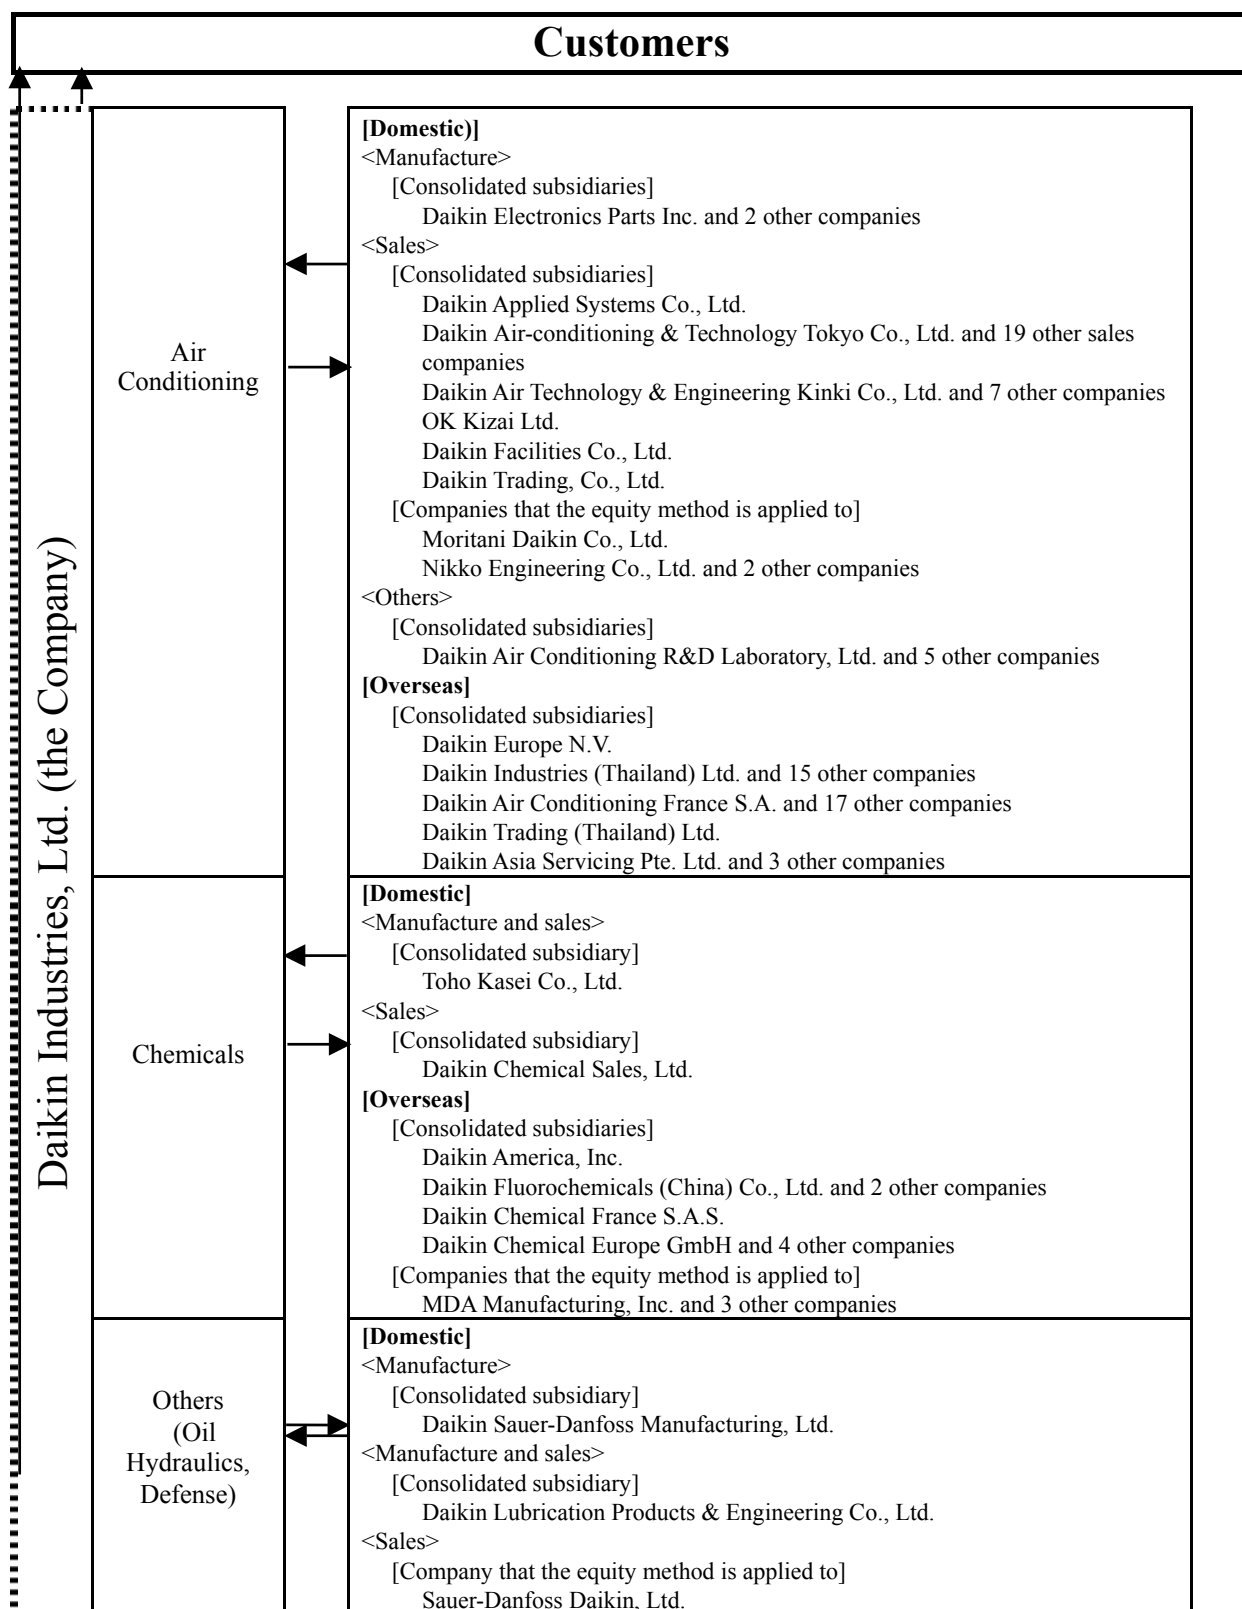 Customers
Daikin Industries, Ltd. (the Company)
Air
Conditioning
[Domestic)]
<Manufacture>
[Consolidated subsidiaries]
Daikin Electronics Parts Inc. and 2 other companies
<Sales>
[Consolidated subsidiaries]
Daikin Applied Systems Co., Ltd.
Daikin Air-conditioning & Technology Tokyo Co., Ltd. and 19 other sales
companies
Daikin Air Technology & Engineering Kinki Co., Ltd. and 7 other companies
OK Kizai Ltd.
Daikin Facilities Co., Ltd.
Daikin Trading, Co., Ltd.
[Companies that the equity method is applied to]
Moritani Daikin Co., Ltd.
Nikko Engineering Co., Ltd. and 2 other companies
<Others>
[Consolidated subsidiaries]
Daikin Air Conditioning R&D Laboratory, Ltd. and 5 other companies
[Overseas]
[Consolidated subsidiaries]
Daikin Europe N.V.
Daikin Industries (Thailand) Ltd. and 15 other companies
Daikin Air Conditioning France S.A. and 17 other companies
Daikin Trading (Thailand) Ltd.
Daikin Asia Servicing Pte. Ltd. and 3 other companies
Chemicals
[Domestic]
<Manufacture and sales>
[Consolidated subsidiary]
Toho Kasei Co., Ltd.
<Sales>
[Consolidated subsidiary]
Daikin Chemical Sales, Ltd.
[Overseas]
[Consolidated subsidiaries]
Daikin America, Inc.
Daikin Fluorochemicals (China) Co., Ltd. and 2 other companies
Daikin Chemical France S.A.S.
Daikin Chemical Europe GmbH and 4 other companies
[Companies that the equity method is applied to]
MDA Manufacturing, Inc. and 3 other companies
Others
(Oil
Hydraulics,
Defense)
[Domestic]
<Manufacture>
[Consolidated subsidiary]
Daikin Sauer-Danfoss Manufacturing, Ltd.
<Manufacture and sales>
[Consolidated subsidiary]
Daikin Lubrication Products & Engineering Co., Ltd.
<Sales>
[Company that the equity method is applied to]
Sauer-Danfoss Daikin, Ltd.